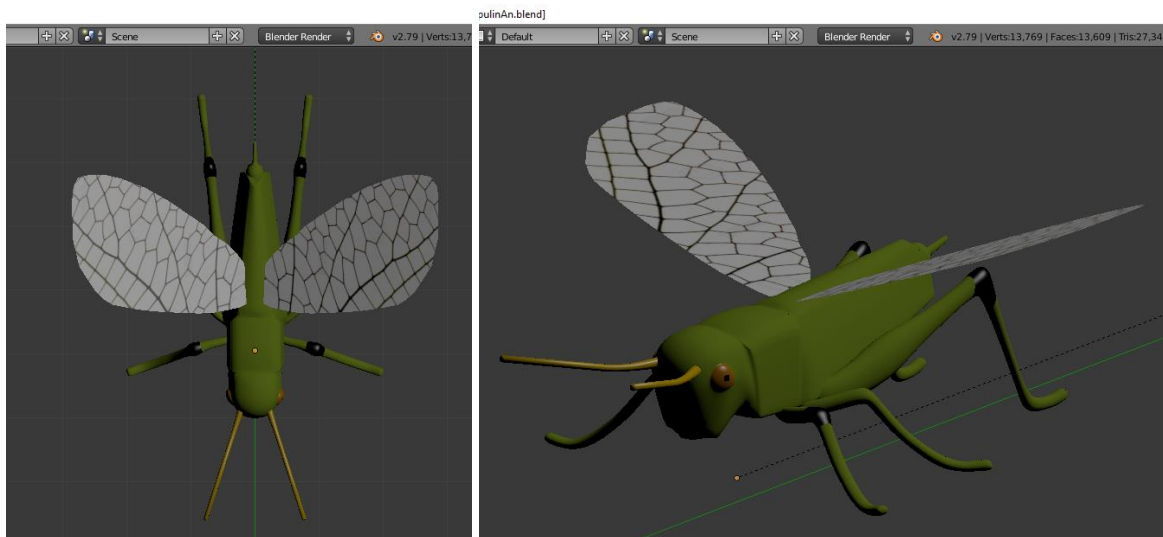 pulinAn.blend]
Scene
Blender Render
v2.79 | Verts:13,7
Default
Scene
Blender Render
v2.79 | Verts:13,769 | Faces:13,609 | Tris:27,34